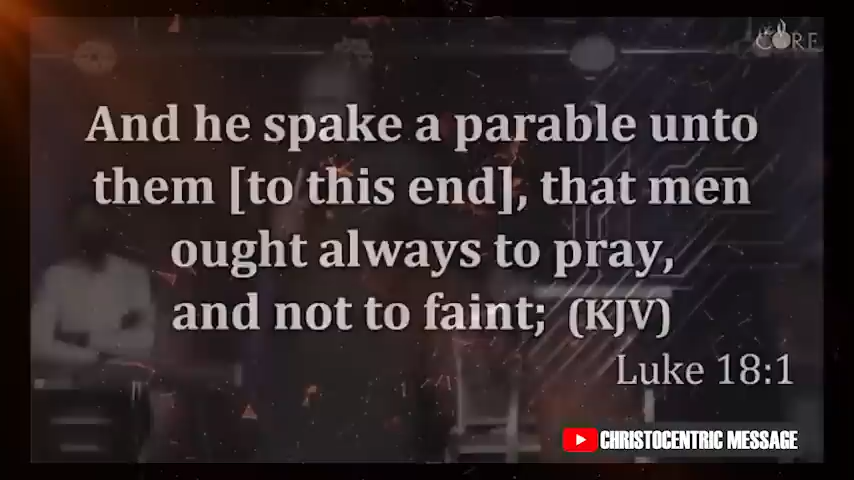 CORE
And he spake a parable unto
them [to this end], that men
ought always to pray,
and not to faint; (KJV)
Luke 18:1
CHRISTOCENTRIC MESSAGE